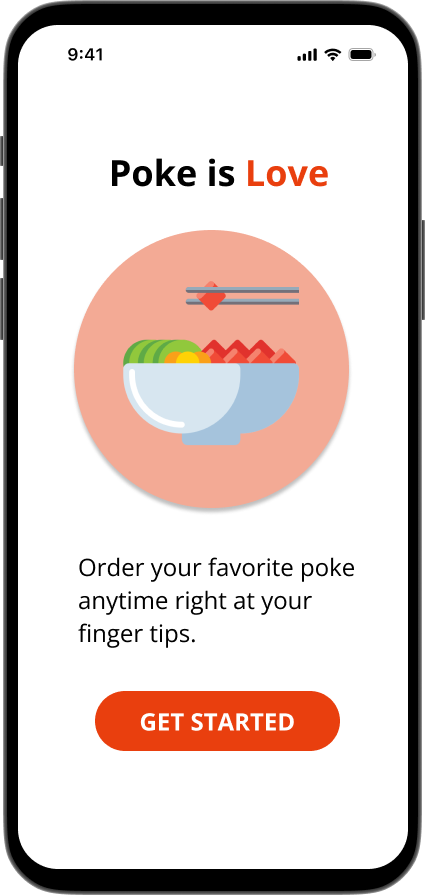 9:41
Poke is Love
Order your favorite poke
anytime right at your
finger tips.
GET STARTED